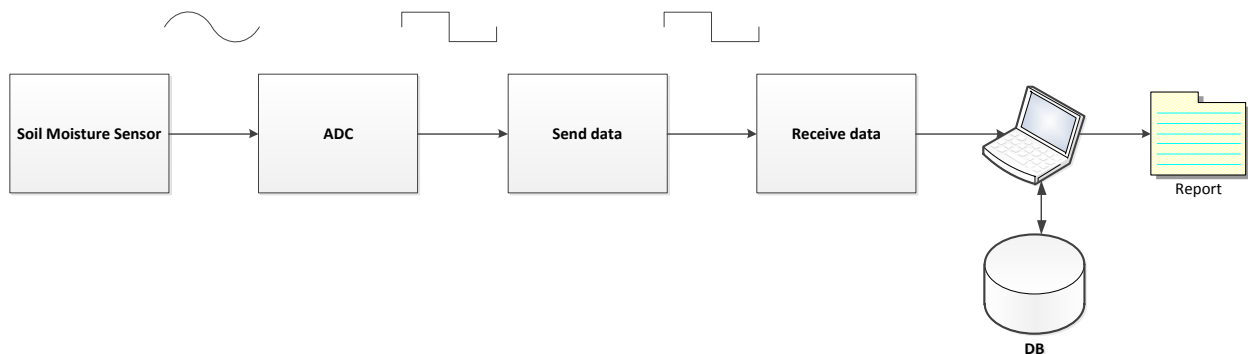 Soil Moisture Sensor
ADC
Send data
Receive data
Report
DB